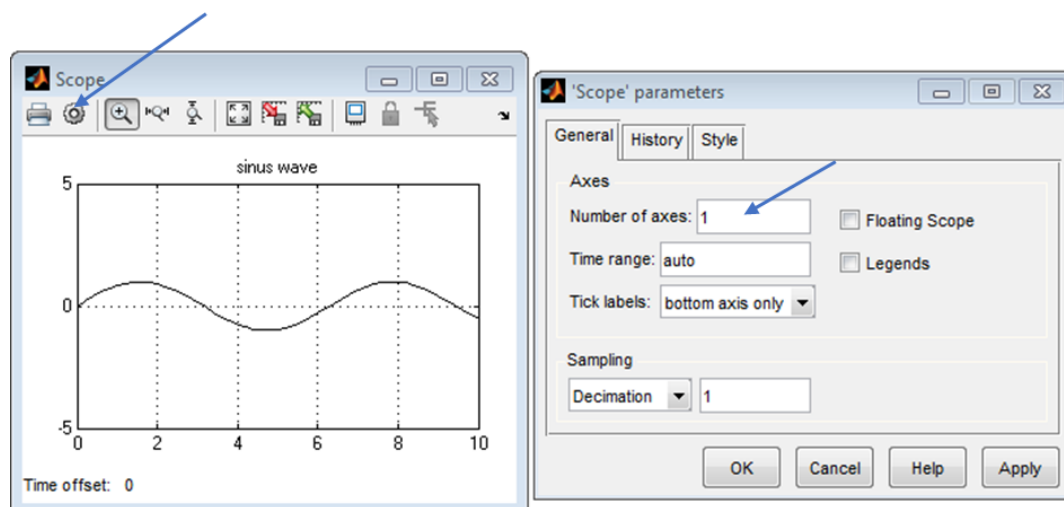 Scope
sinus wave
5
0
-5
0 2 4 6 8 10
Time offset: 0
'Scope' parameters
General History Style
Axes
Number of axes: 1 Floating Scope
Time range: auto Legends
Tick labels: bottom axis only
Sampling
Decimation 1
OK Cancel Help Apply